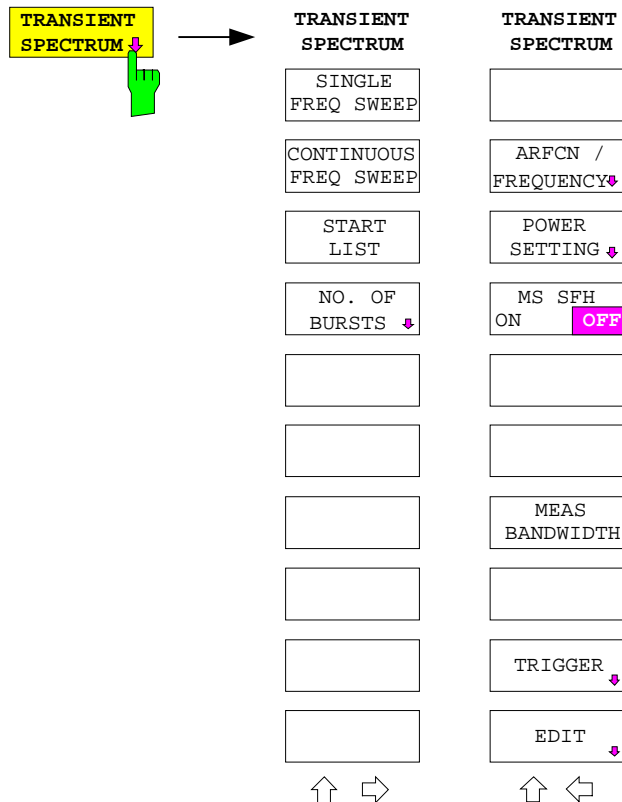 TRANSIENT
SPECTRUM
TRANSIENT
SPECTRUM
SINGLE
FREQ SWEEP
CONTINUOUS
FREQ SWEEP
START
LIST
NO. OF
BURSTS
TRANSIENT
SPECTRUM
ARFCN /
FREQUENCY
POWER
SETTING
MS SFH
ON OFF
MEAS
BANDWIDTH
TRIGGER
EDIT